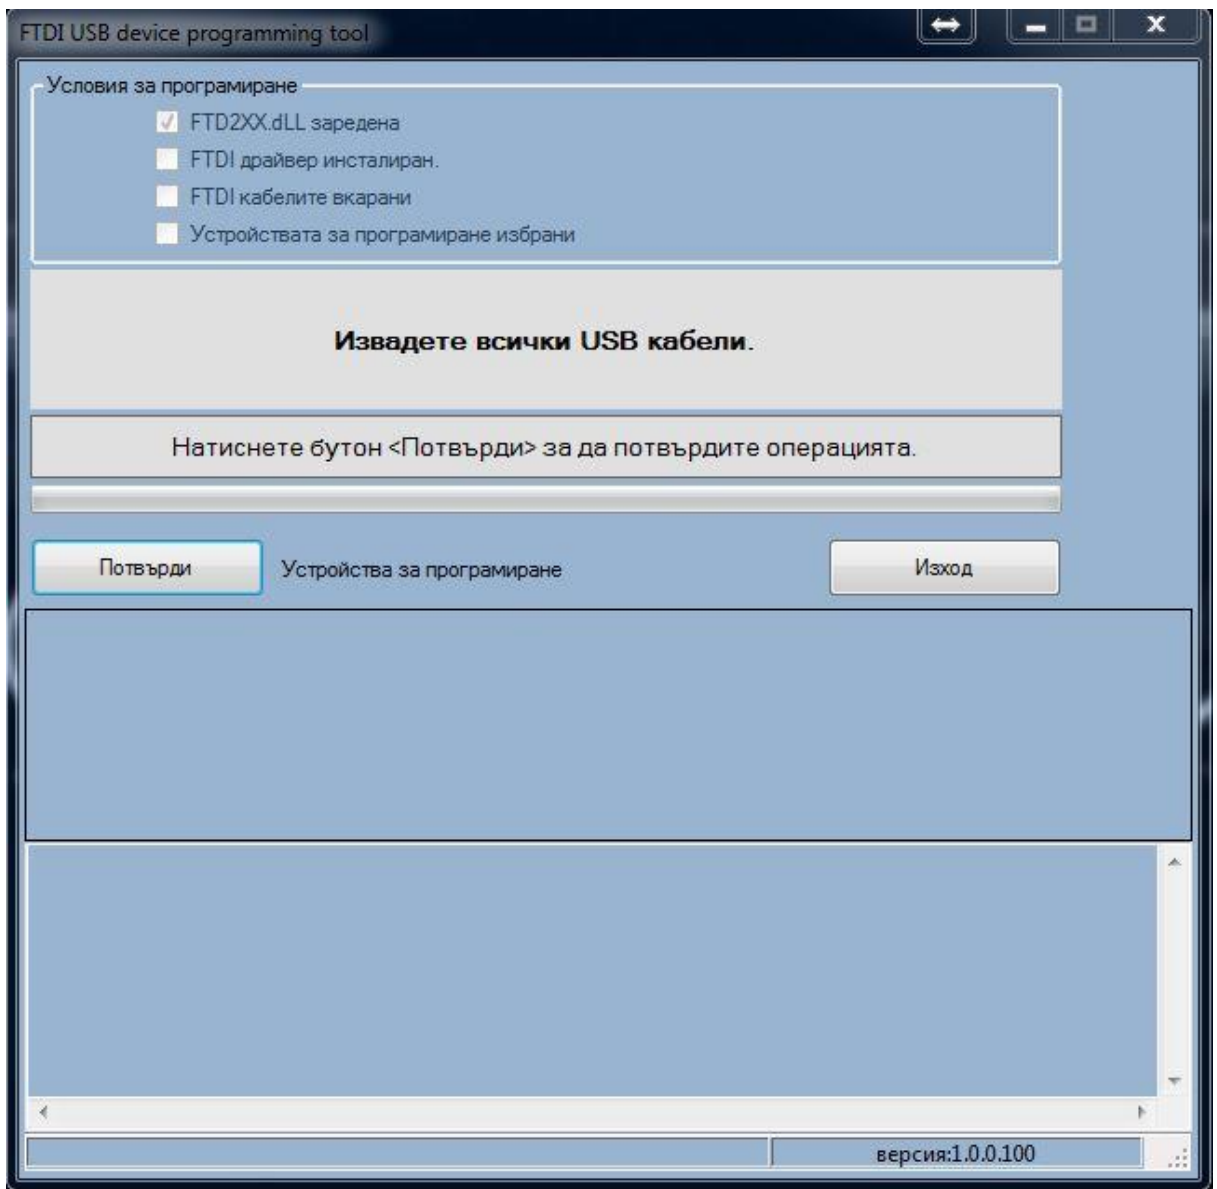 FTDI USB device programming tool
Условия за програмиране
FTD2XX.dLL заредена
FTDI драйвер инсталиран.
FTDI кабелите вкарани
Устройствата за програмиране избрани
Извадете всички USB кабели.
Натиснете бутон <Потвърди> за да потвърдите операцията.
Потвърди
Устройства за програмиране
Изход
версия:1.0.0.100